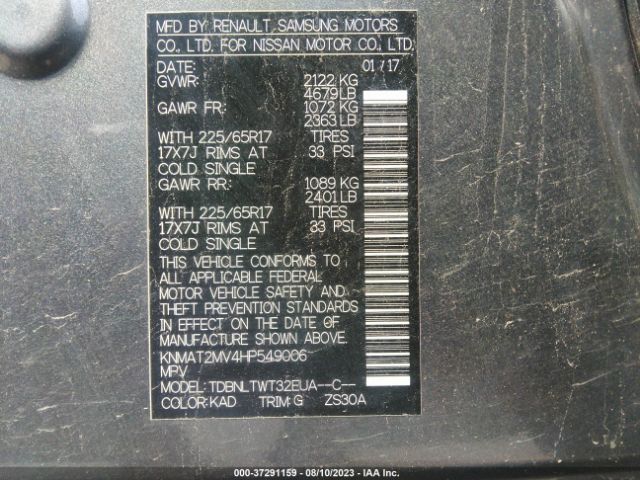 MFD BY RENAULT SAMSUNG MOTORS
CO., LTD. FOR NISSAN MOTOR CO., LTD.
DATE: 01/17
GVWR: 2122 KG
4679 LB
GAWR FR: 1072 KG
2363 LB
WITH 225/65R17 TIRES
17X7J RIMS AT 33 PSI
COLD SINGLE
GAWR RR: 1089 KG
2401 LB
WITH 225/65R17 TIRES
17X7J RIMS AT 33 PSI
COLD SINGLE
THIS VEHICLE CONFORMS TO
ALL APPLICABLE FEDERAL
MOTOR VEHICLE SAFETY AND
THEFT PREVENTION STANDARDS
IN EFFECT ON THE DATE OF
MANUFACTURE SHOWN ABOVE.
KNMAT2MV4HP549006
MPV
MODEL: TDBNLTWT32EUA--C--
COLOR: KAD TRIM: G ZS30A
000-37291159 - 08/10/2023 - IAA Inc.